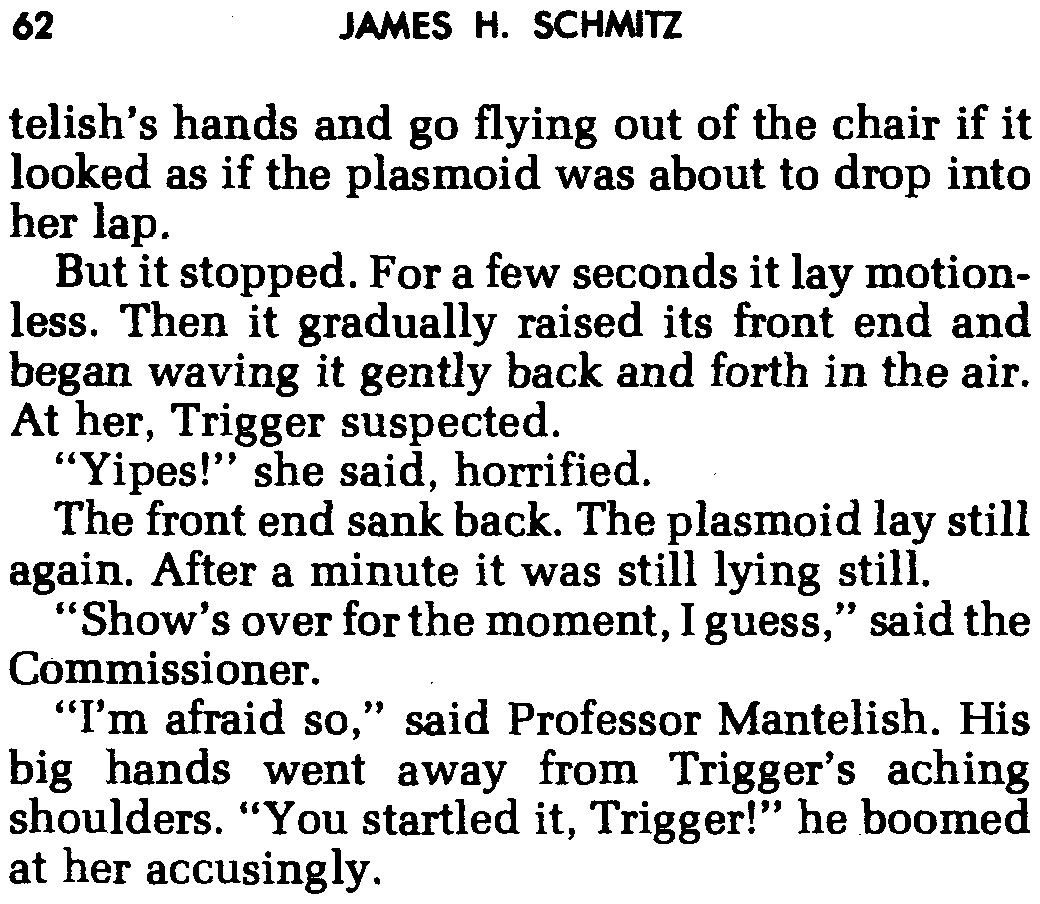 62 JAMES H. SCHMITZ
telish's hands and go flying out of the chair if it
looked as if the plasmoid was about to drop into
her lap.
But it stopped. For a few seconds it lay motion-
less. Then it gradually raised its front end and
began waving it gently back and forth in the air.
At her, Trigger suspected.
“Yipes!” she said, horrified.
The front end sank back. The plasmoid lay still
again. After a minute it was still lying still.
“Show's over for the moment, I guess,” said the
Commissioner.
“I'm afraid so,” said Professor Mantelish. His
big hands went away from Trigger's aching
shoulders. “You startled it, Trigger!” he boomed
at her accusingly.